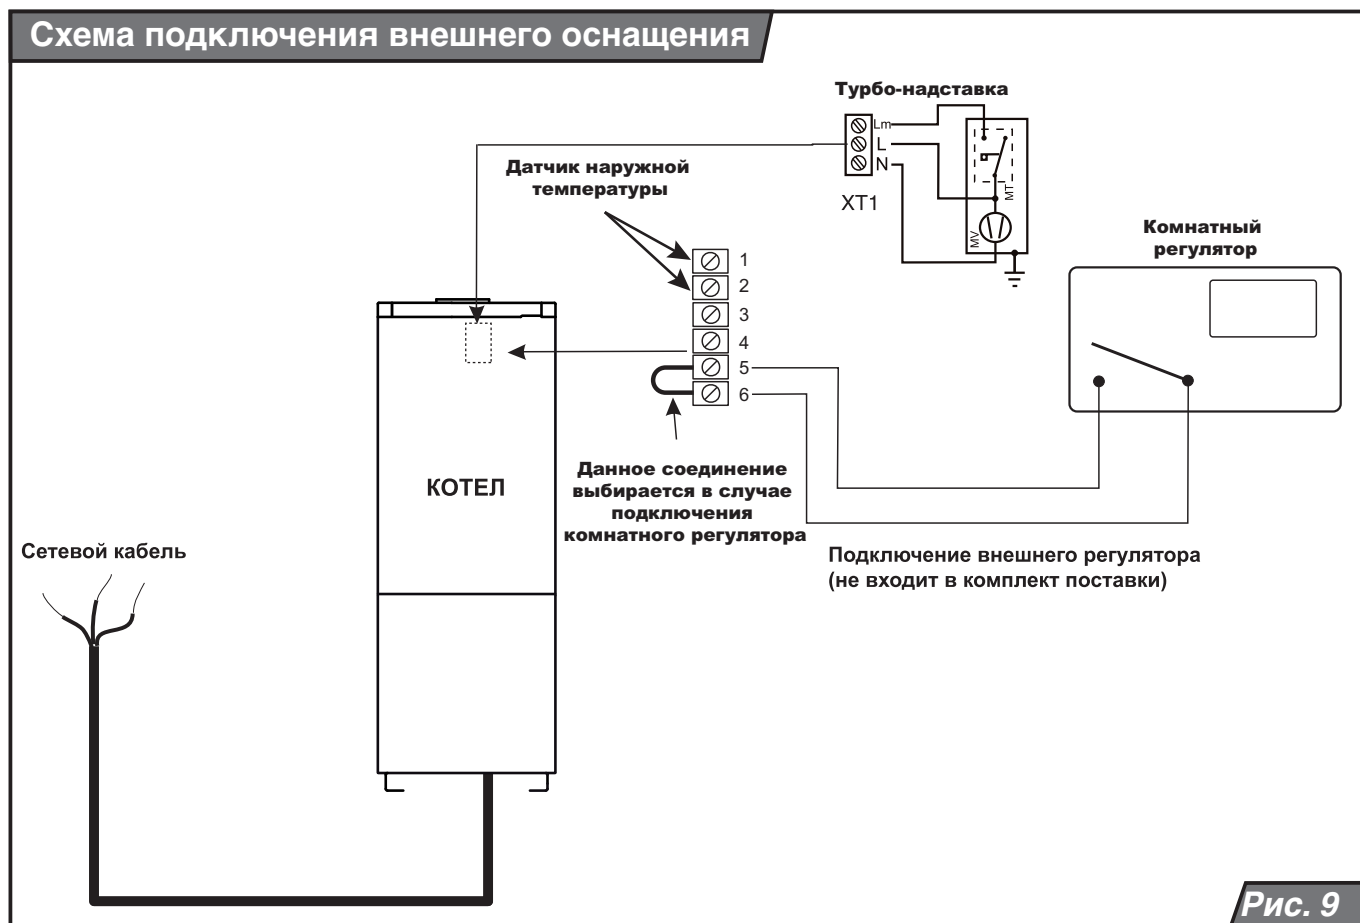 Схема подключения внешнего оснащения
Турбо-надставка
Lm
L
N
XT1
MT
MV
Датчик наружной
температуры
1
2
3
4
5
6
Комнатный
регулятор
КОТЕЛ
Данное соединение
выбирается в случае
подключения
комнатного регулятора
Сетевой кабель
Подключение внешнего регулятора
(не входит в комплект поставки)
Рис. 9